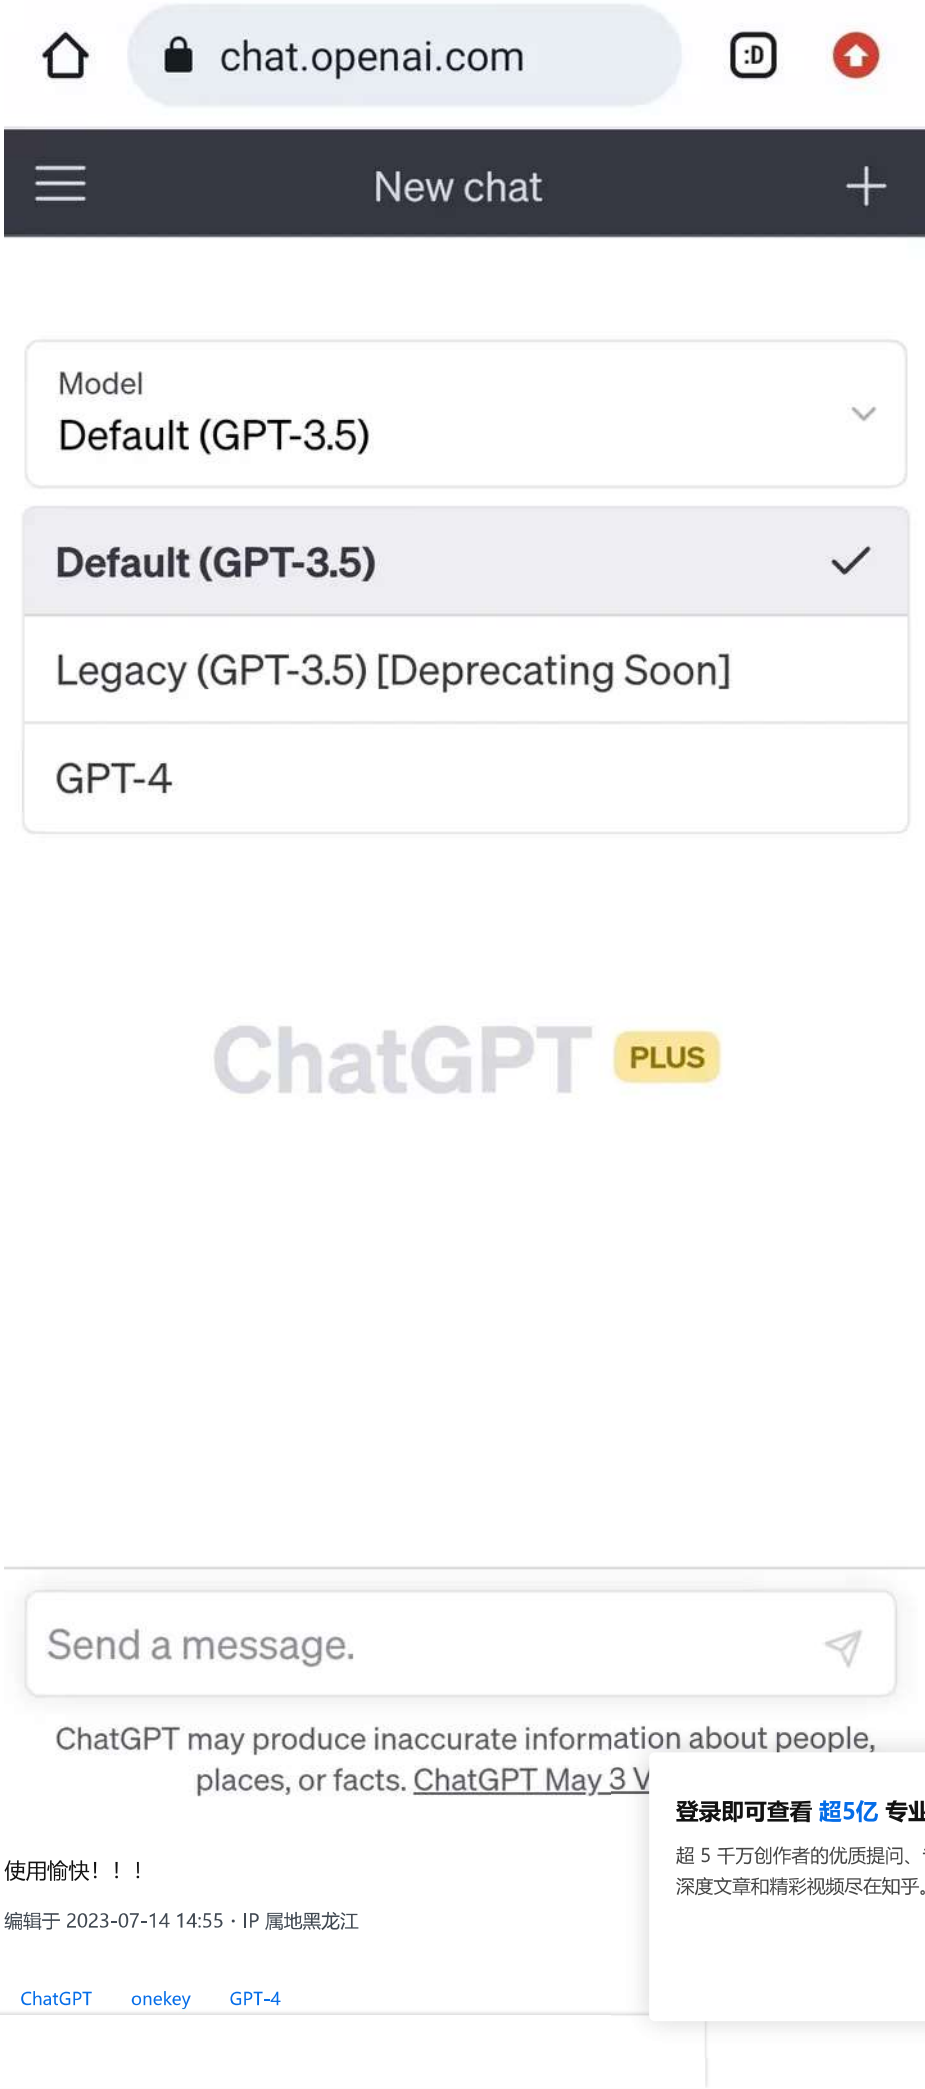 chat.openai.com
:D
New chat
Model
Default (GPT-3.5)
Default (GPT-3.5)
Legacy (GPT-3.5) [Deprecating Soon]
GPT-4
ChatGPT PLUS
Send a message.
ChatGPT may produce inaccurate information about people,
places, or facts. ChatGPT May 3 V
登录即可查看 超5亿 专业
超 5 千万创作者的优质提问、
深度文章和精彩视频尽在知乎。
使用愉快！！！
编辑于 2023-07-14 14:55 · IP 属地黑龙江
ChatGPT onekey GPT-4